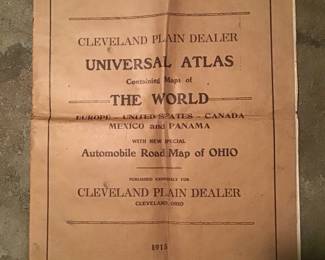 CLEVELAND PLAIN DEALER
UNIVERSAL ATLAS
Containing Maps of
THE WORLD
EUROPE - UNITED STATES - CANADA
MEXICO and PANAMA
WITH NEW SPECIAL
Automobile Road Map of OHIO
PUBLISHED EXPRESSLY FOR
CLEVELAND PLAIN DEALER
CLEVELAND, OHIO
1915